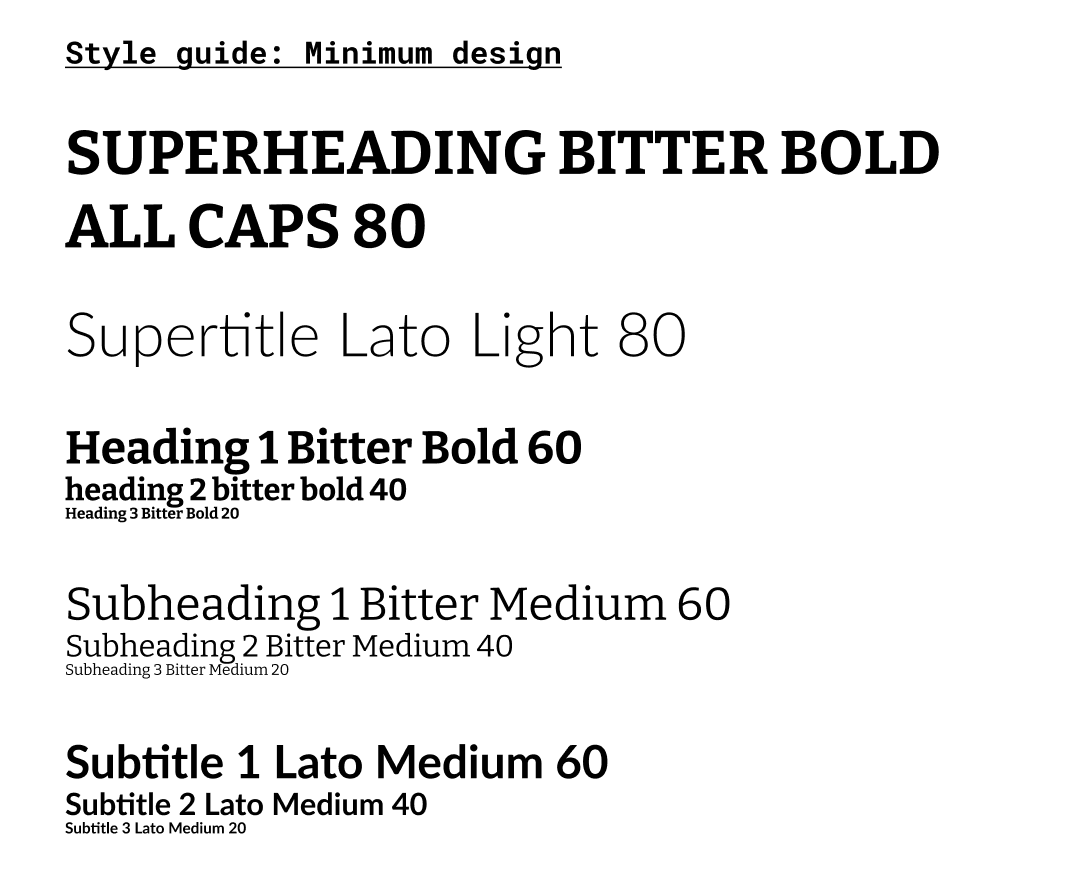 Style guide: Minimum design
SUPERHEADING BITTER BOLD
ALL CAPS 80
Supertitle Lato Light 80
Heading 1 Bitter Bold 60
heading 2 bitter bold 40
Heading 3 Bitter Bold 20
Subheading 1 Bitter Medium 60
Subheading 2 Bitter Medium 40
Subheading 3 Bitter Medium 20
Subtitle 1 Lato Medium 60
Subtitle 2 Lato Medium 40
Subtitle 3 Lato Medium 20